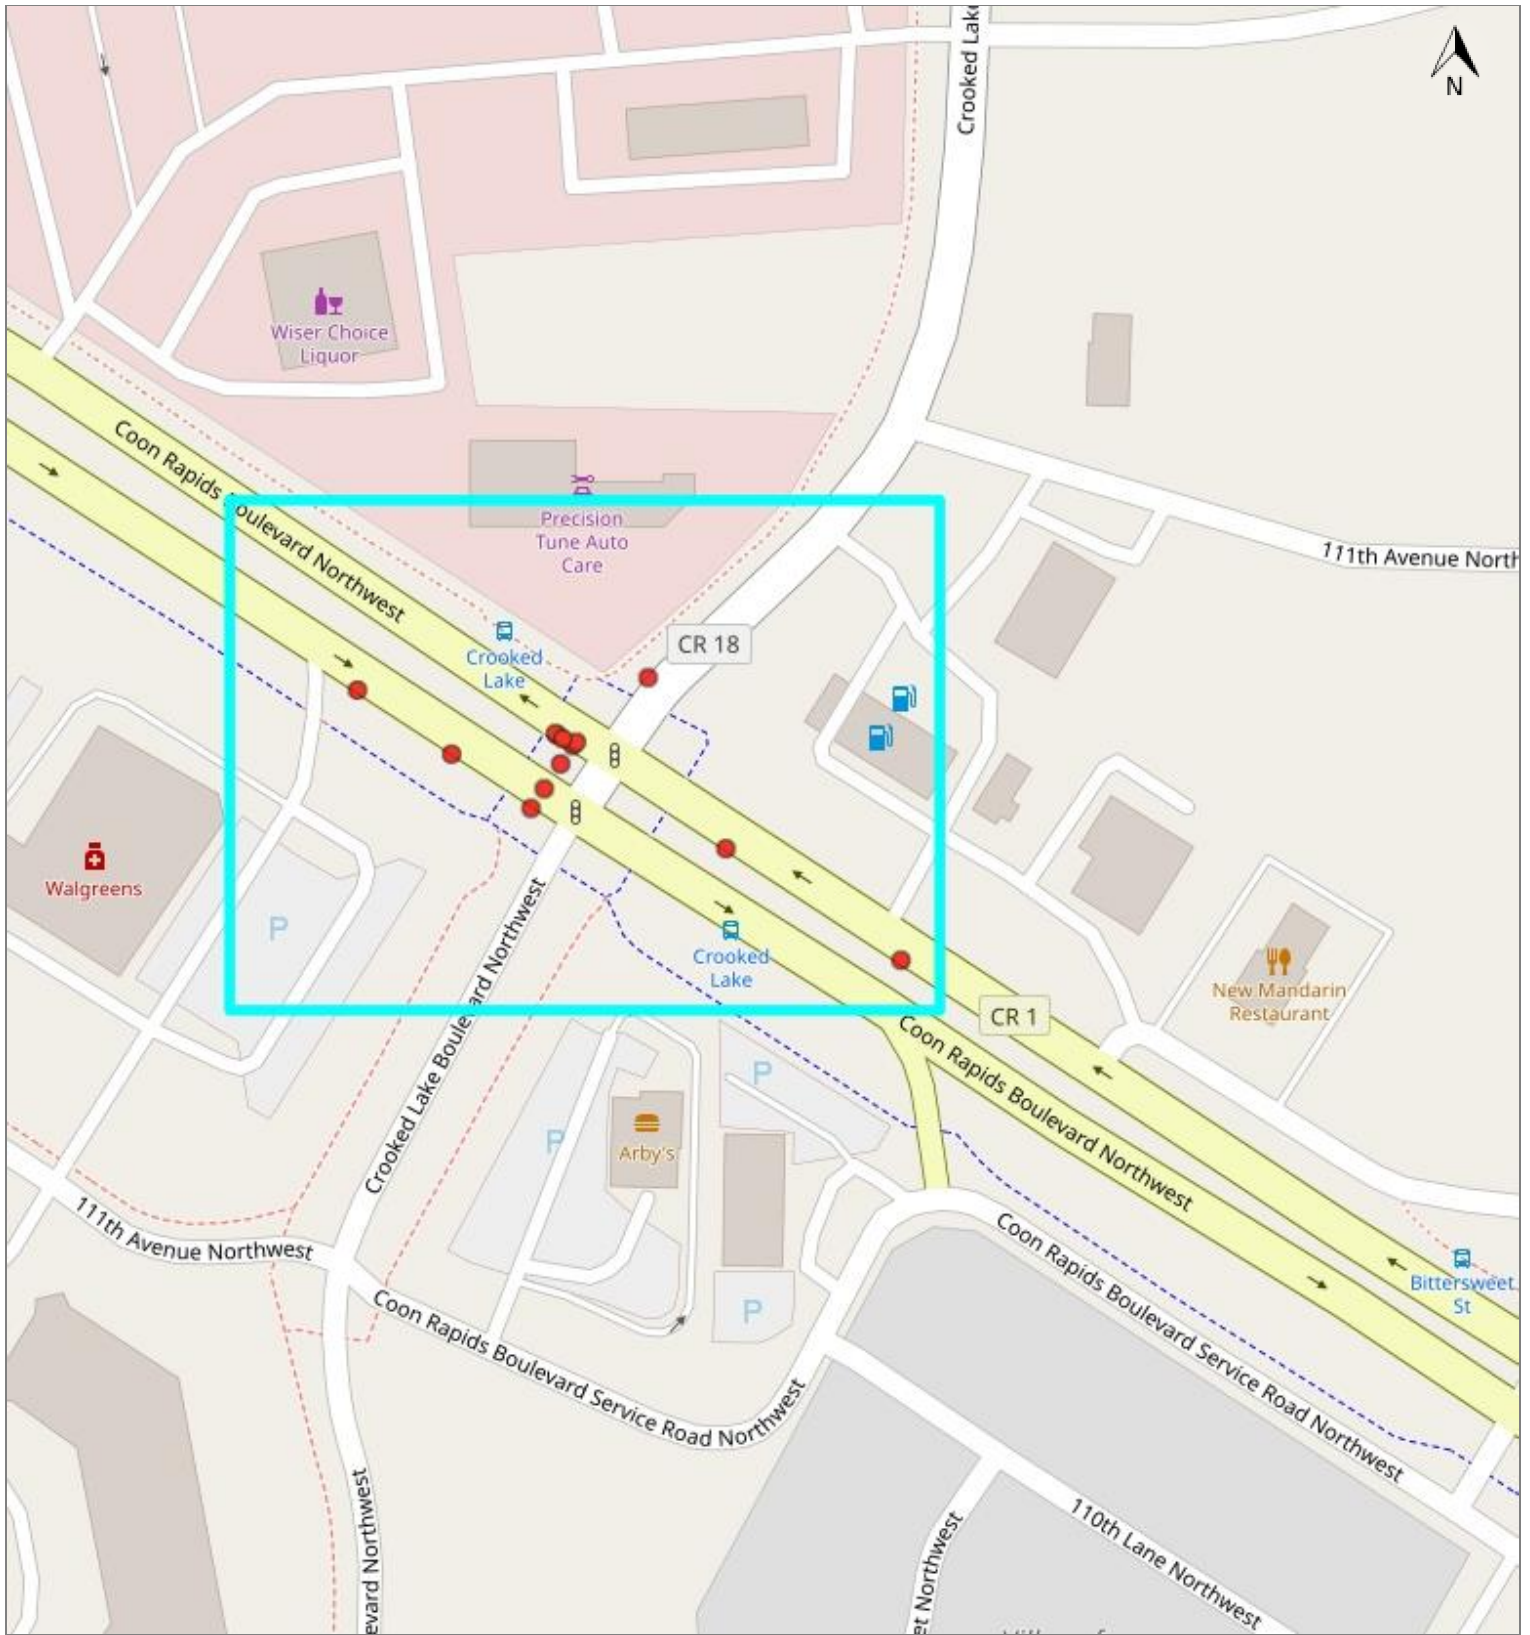 Crooked Lake
N
Wiser Choice
Liquor
Coon Rapids Boulevard Northwest
111th Avenue North
Precision
Tune Auto
Care
Crooked
Lake
CR 18
Walgreens
P
Crooked
Lake
New Mandarin
Restaurant
CR 1
Coon Rapids Boulevard Northwest
Crooked Lake Boulevard Northwest
P
P
Arby's
111th Avenue Northwest
Coon Rapids Boulevard Service Road Northwest
Bittersweet
St
P
Coon Rapids Boulevard Service Road Northwest
110th Lane Northwest
evard Northwest
et Northwest